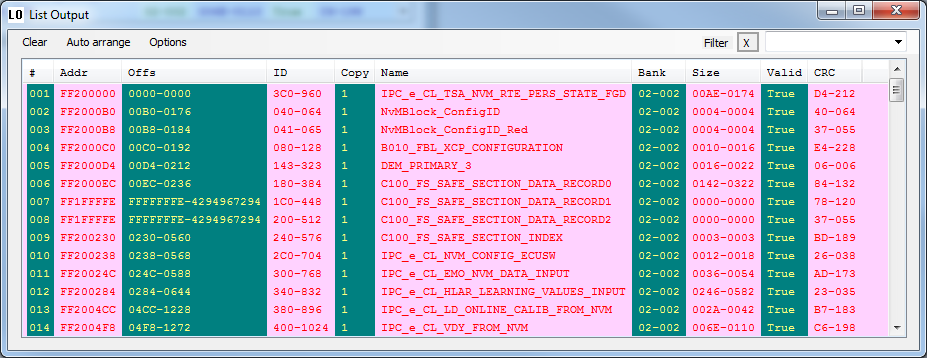 LO List Output
Clear Auto arrange Options Filter X
# Addr Offs ID Copy Name Bank Size Valid CRC
001 FF200000 0000-0000 3C0-960 1 IPC_e_CL_TSA_NVM_RTE_PERS_STATE_FGD 02-002 00AE-0174 True D4-212
002 FF2000B0 00B0-0176 040-064 1 NvMBlock_ConfigID 02-002 0004-0004 True 40-064
003 FF2000B8 00B8-0184 041-065 1 NvMBlock_ConfigID_Red 02-002 0004-0004 True 37-055
004 FF2000C0 00C0-0192 080-128 1 B010_FBL_XCP_CONFIGURATION 02-002 0010-0016 True E4-228
005 FF2000D4 00D4-0212 143-323 1 DEM_PRIMARY_3 02-002 0016-0022 True 06-006
006 FF2000EC 00EC-0236 180-384 1 C100_FS_SAFE_SECTION_DATA_RECORD0 02-002 0142-0322 True 84-132
007 FF1FFFFE FFFFFFFE-4294967294 1C0-448 1 C100_FS_SAFE_SECTION_DATA_RECORD1 02-002 0000-0000 True 78-120
008 FF1FFFFE FFFFFFFE-4294967294 200-512 1 C100_FS_SAFE_SECTION_DATA_RECORD2 02-002 0000-0000 True 37-055
009 FF200230 0230-0560 240-576 1 C100_FS_SAFE_SECTION_INDEX 02-002 0003-0003 True BD-189
010 FF200238 0238-0568 2C0-704 1 IPC_e_CL_NVM_CONFIG_ECUSW 02-002 0012-0018 True 26-038
011 FF20024C 024C-0588 300-768 1 IPC_e_CL_EMO_NVM_DATA_INPUT 02-002 0036-0054 True AD-173
012 FF200284 0284-0644 340-832 1 IPC_e_CL_HLAR_LEARNING_VALUES_INPUT 02-002 0246-0582 True 23-035
013 FF2004CC 04CC-1228 380-896 1 IPC_e_CL_LD_ONLINE_CALIB_FROM_NVM 02-002 002A-0042 True B7-183
014 FF2004F8 04F8-1272 400-1024 1 IPC_e_CL_VDY_FROM_NVM 02-002 006E-0110 True C6-198